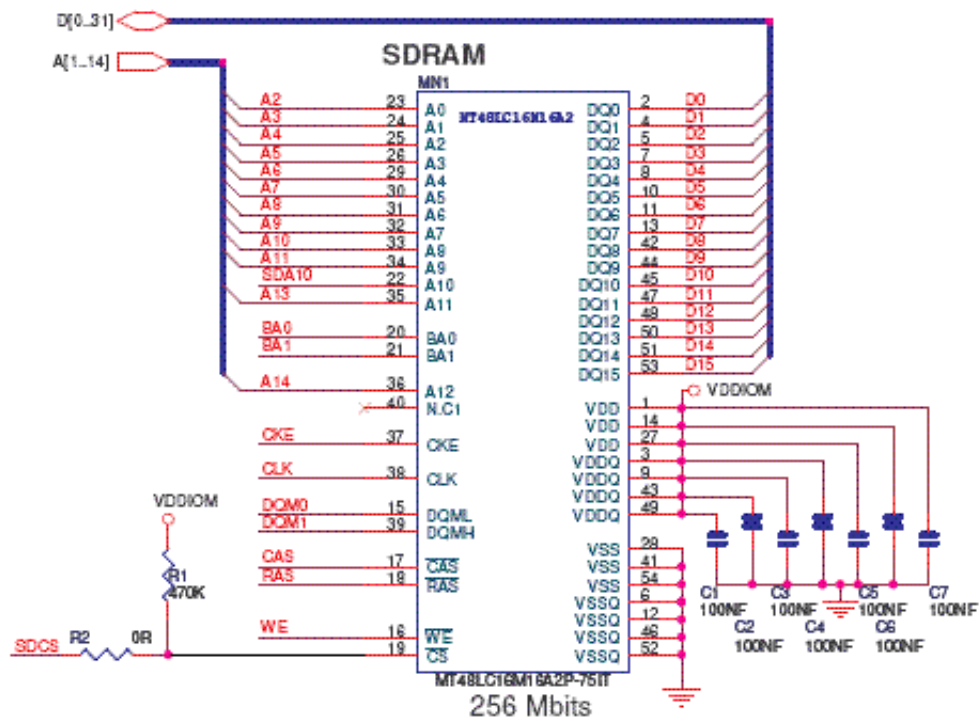 D[0..31]
A[1..14]
SDRAM
MN1
MT48LC16M16A2
A2 23 A0 DQ0 2 D0
A3 24 A1 DQ1 4 D1
A4 25 A2 DQ2 5 D2
A5 26 A3 DQ3 7 D3
A6 29 A4 DQ4 8 D4
A7 30 A5 DQ5 10 D5
A8 31 A6 DQ6 11 D6
A9 32 A7 DQ7 13 D7
A10 33 A8 DQ8 42 D8
A11 34 A9 DQ9 44 D9
SDA10 22 A10 DQ10 45 D10
A13 35 A11 DQ11 47 D11
DQ12 48 D12
BA0 20 BA0 DQ13 50 D13
BA1 21 BA1 DQ14 51 D14
DQ15 53 D15
A14 36 A12
VDDIOM
40 N.C1 VDD 1
VDD 14
CKE 37 CKE VDD 27
VDDQ 3
CLK 38 CLK VDDQ 9
VDDQ 43
DQM0 15 DQML VDDQ 49
DQM1 39 DQMH
VDDIOM
VSS 28
CAS 17 CAS VSS 41
RAS 18 RAS VSS 54
VSSQ 6
VSSQ 12
WE 16 WE VSSQ 46
19 CS VSSQ 52
R1
470K
SDCS R2 0R
C1 C3 C5 C7
100NF 100NF 100NF 100NF
C2 C4 C6
100NF 100NF 100NF
MT48LC16M16A2P-75IT
256 Mbits